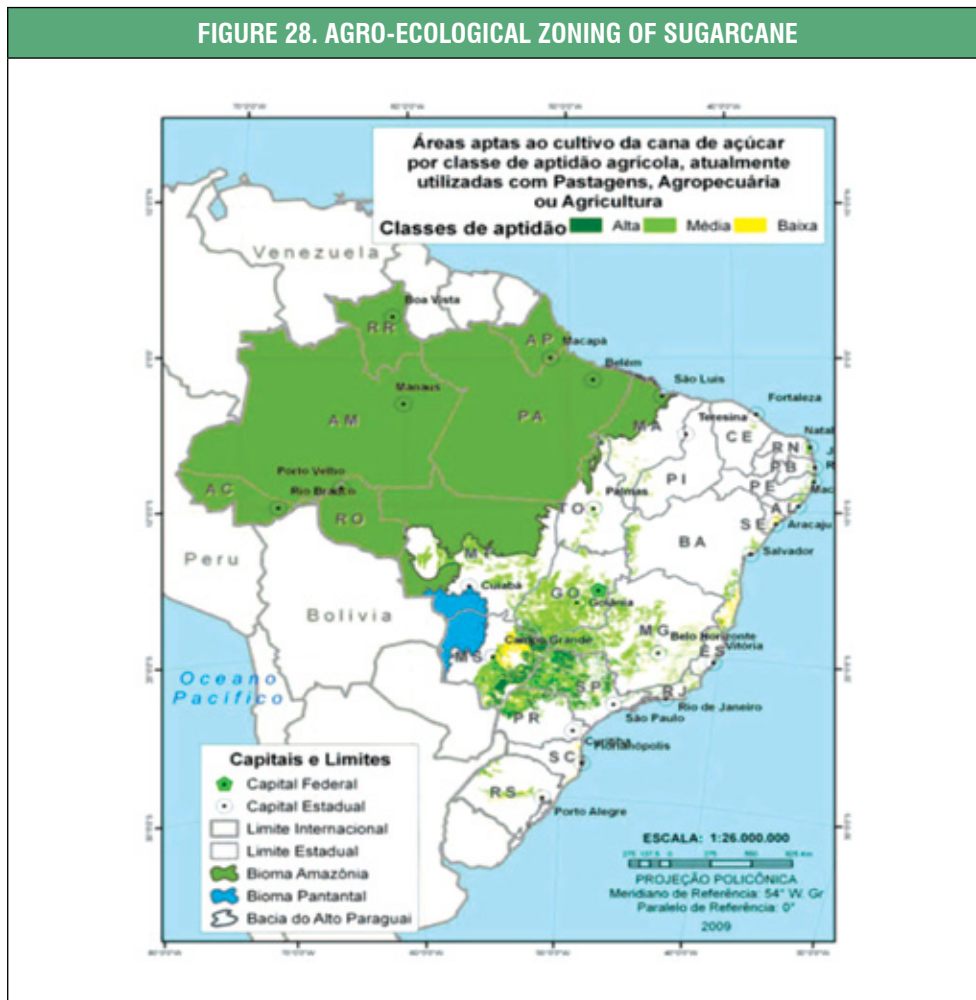 FIGURE 28. AGRO-ECOLOGICAL ZONING OF SUGARCANE
Áreas aptas ao cultivo da cana de açúcar
por classe de aptidão agrícola, atualmente
utilizadas com Pastagens, Agropecuária
ou Agricultura
Classes de aptidão Alta Média Baixa
Venezuela
Boa Vista
RR
AP
Macapá
Belém
São Luis
Manaus
Fortaleza
AM
PA
MA
Teresina
CE
Natal
RN
PB
Porto Velho
PI
PE
Mac
AC
Rio Branco
Palmas
AL
RO
TO
SE
Aracaju
BA
Peru
MT
Salvador
Cuiabá
Bolívia
GO
Goiânia
MG
Belo Horizonte
Campo Grande
ES
Vitória
MS
Oceano
Pacífico
SP
RJ
Rio de Janeiro
São Paulo
PR
Curitiba
Florianópolis
SC
RS
Porto Alegre
Capitais e Limites
Capital Federal
Capital Estadual
Limite Internacional
Limite Estadual
Bioma Amazônia
Bioma Pantantal
Bacia do Alto Paraguai
ESCALA: 1:26.000.000
PROJEÇÃO POLICÔNICA
Meridiano de Referência: 54° W. Gr
Paralelo de Referência: 0°
2009